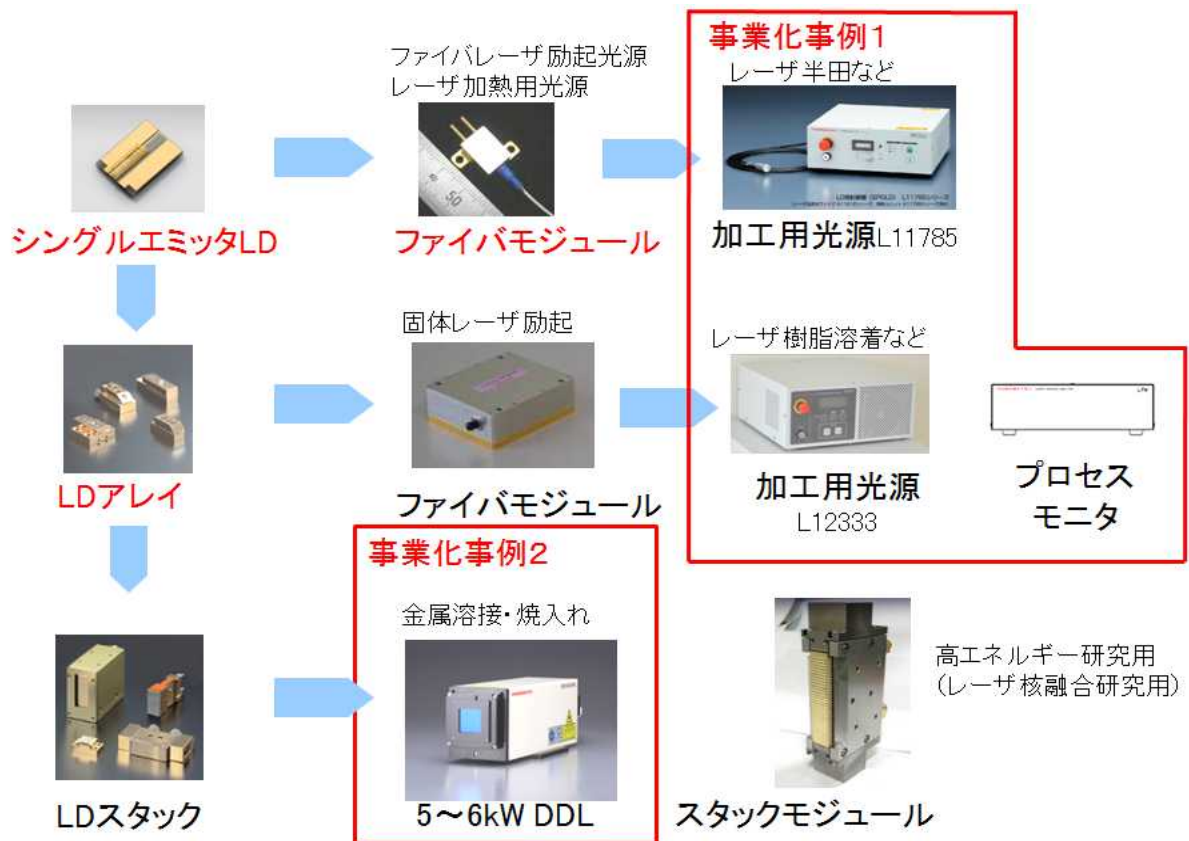 事業化事例1
ファイバレーザ励起光源
レーザ加熱用光源
レーザ半田など
50
シングルエミッタLD
ファイバモジュール
加工用光源L11785
固体レーザ励起
レーザ樹脂溶着など
LDアレイ
ファイバモジュール
加工用光源
L12333
プロセス
モニタ
事業化事例2
金属溶接・焼入れ
高エネルギー研究用
(レーザ核融合研究用)
LDスタック
5~6kW DDL
スタックモジュール